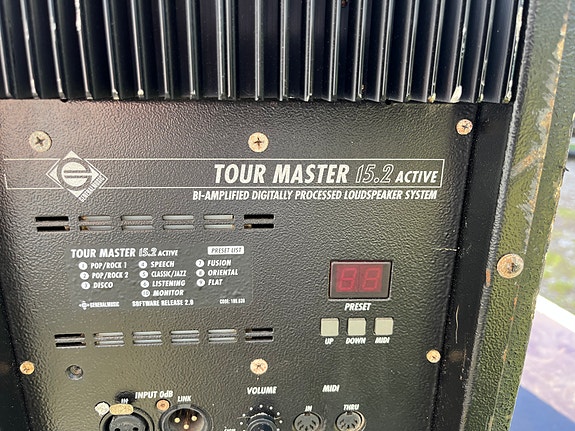 TOUR MASTER 15.2 ACTIVE
BI-AMPLIFIED DIGITALLY PROCESSED LOUDSPEAKER SYSTEM
GENERALMUSIC
TOUR MASTER 15.2 ACTIVE PRESET LIST
1 POP/ROCK 1 4 SPEECH 7 FUSION
2 POP/ROCK 2 5 CLASSIC/JAZZ 8 ORIENTAL
3 DISCO 6 LISTENING 9 FLAT
10 MONITOR
GENERALMUSIC SOFTWARE RELEASE 2.0
PRESET
UP DOWN MIDI
INPUT 0dB VOLUME MIDI
IN LINK IN THRU